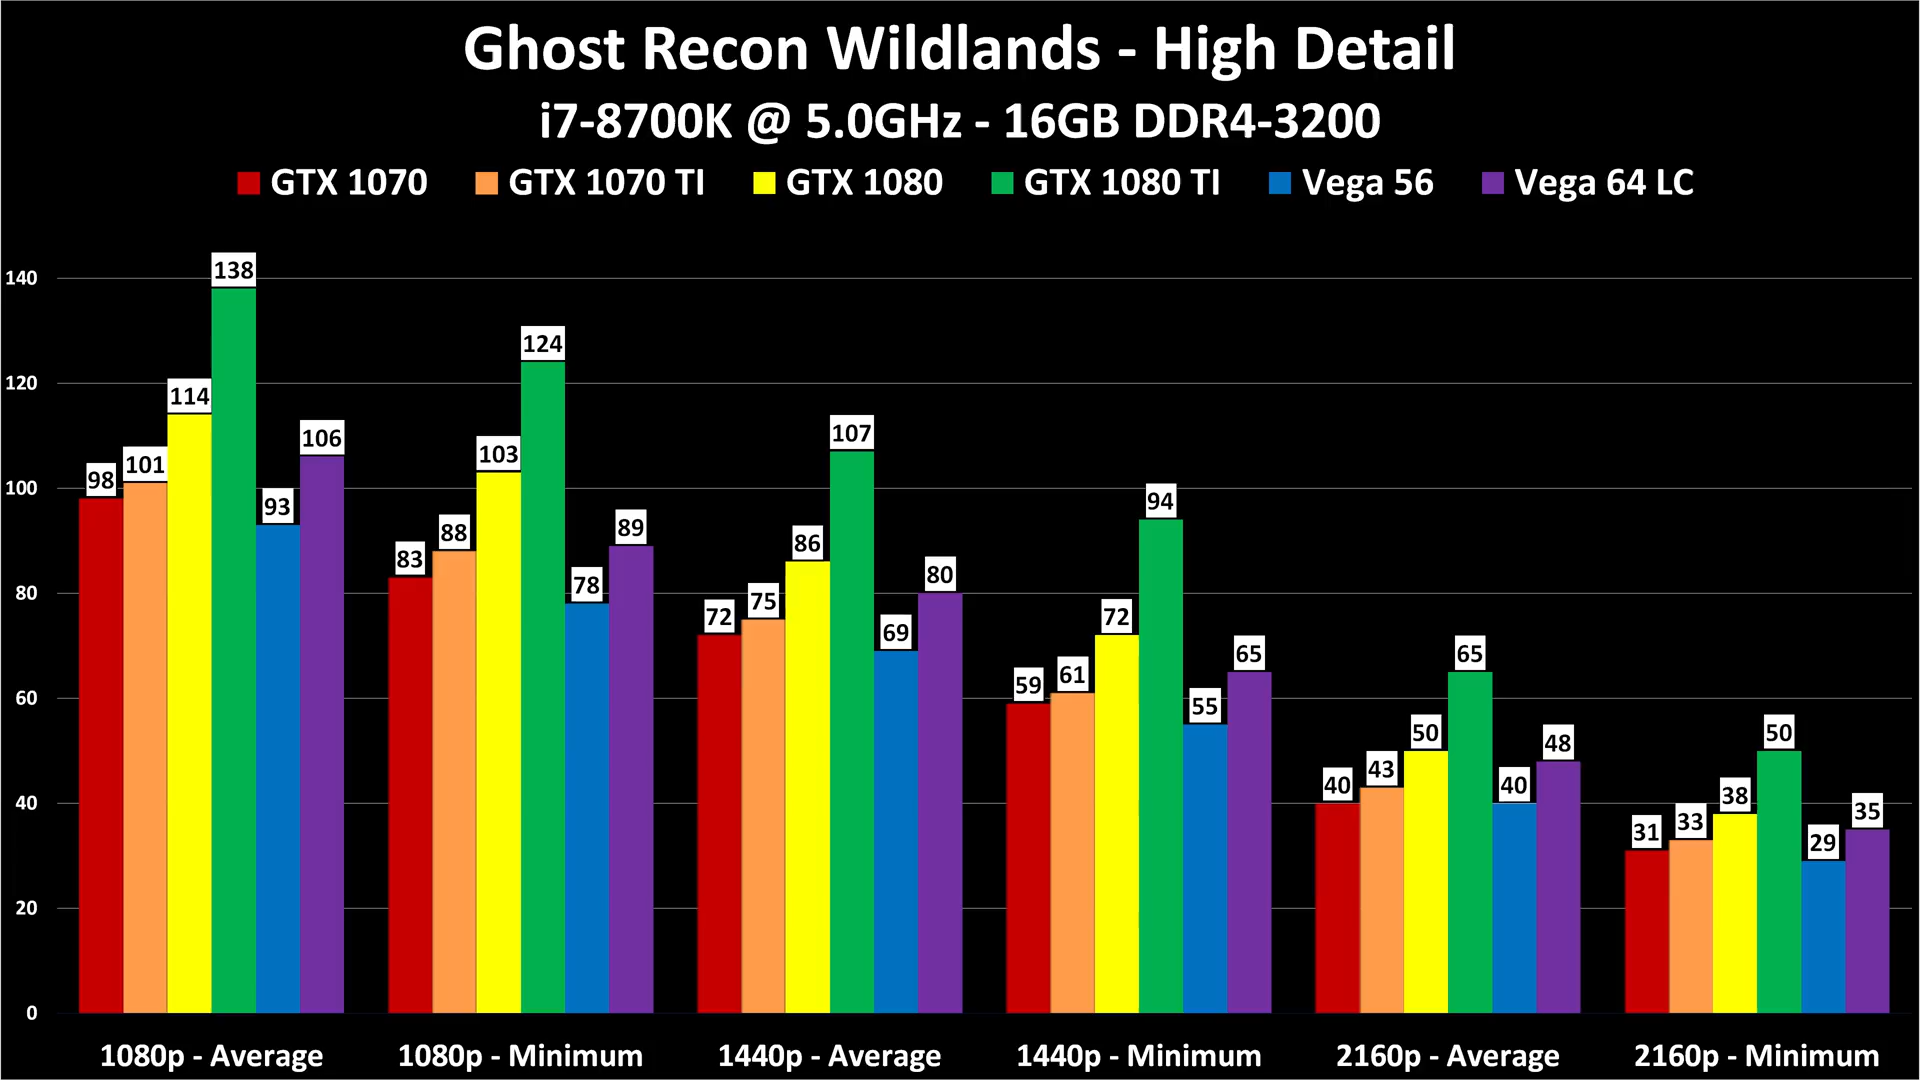 Ghost Recon Wildlands - High Detail
i7-8700K @ 5.0GHz - 16GB DDR4-3200
GTX 1070 GTX 1070 TI GTX 1080 GTX 1080 TI Vega 56 Vega 64 LC
140
120
100
80
60
40
20
0
98 101 114 138 93 106
83 88 103 124 78 89
72 75 86 107 69 80
59 61 72 94 55 65
40 43 50 65 40 48
31 33 38 50 29 35
1080p - Average 1080p - Minimum 1440p - Average 1440p - Minimum 2160p - Average 2160p - Minimum